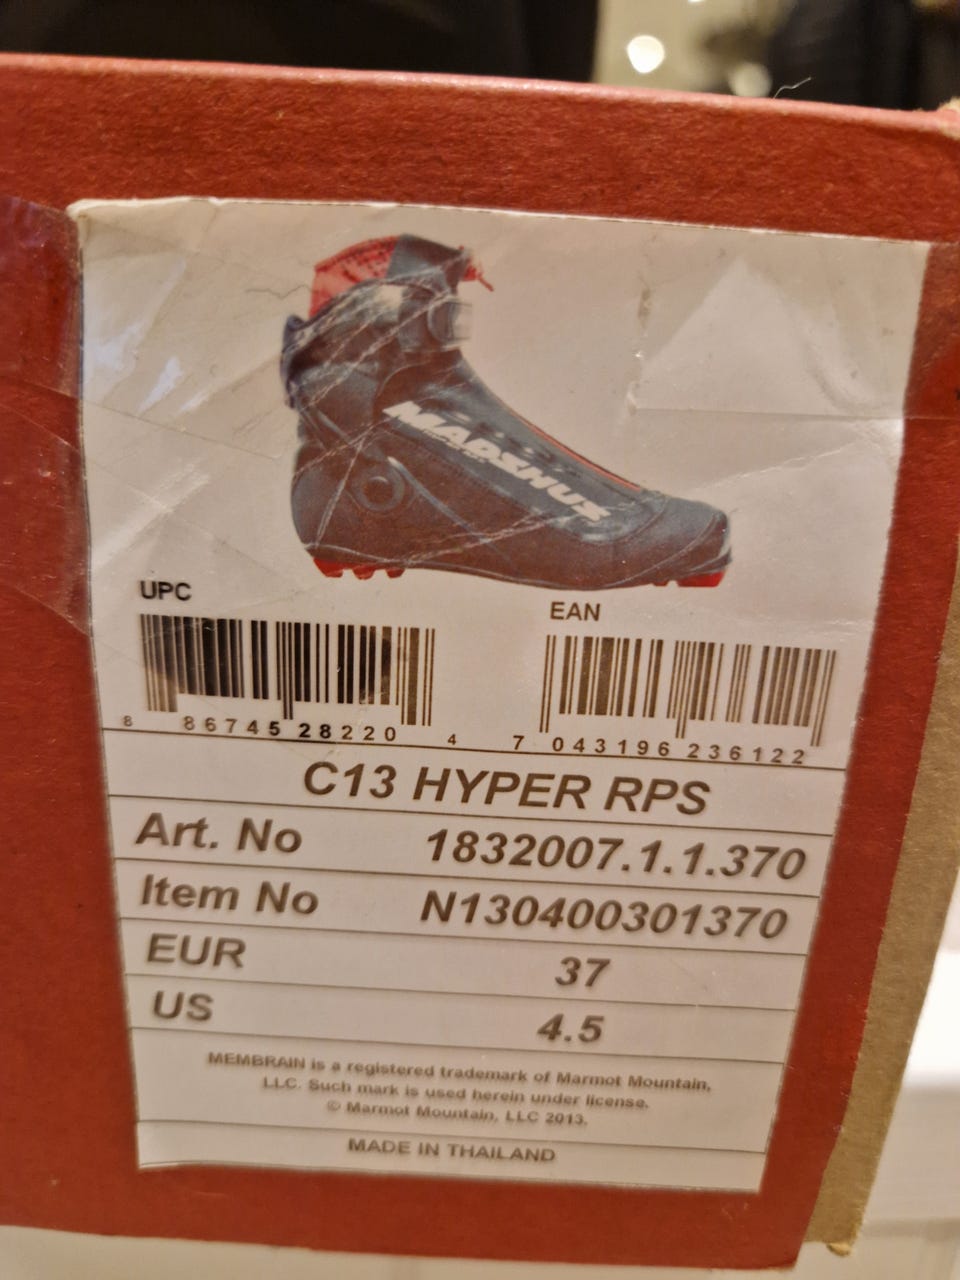 MADSHUS
UPC
EAN
8 86745 28220 4
7 043196 236122
C13 HYPER RPS
Art. No 1832007.1.1.370
Item No N130400301370
EUR 37
US 4.5
MEMBRAIN is a registered trademark of Marmot Mountain,
LLC. Such mark is used herein under license.
© Marmot Mountain, LLC 2013.
MADE IN THAILAND